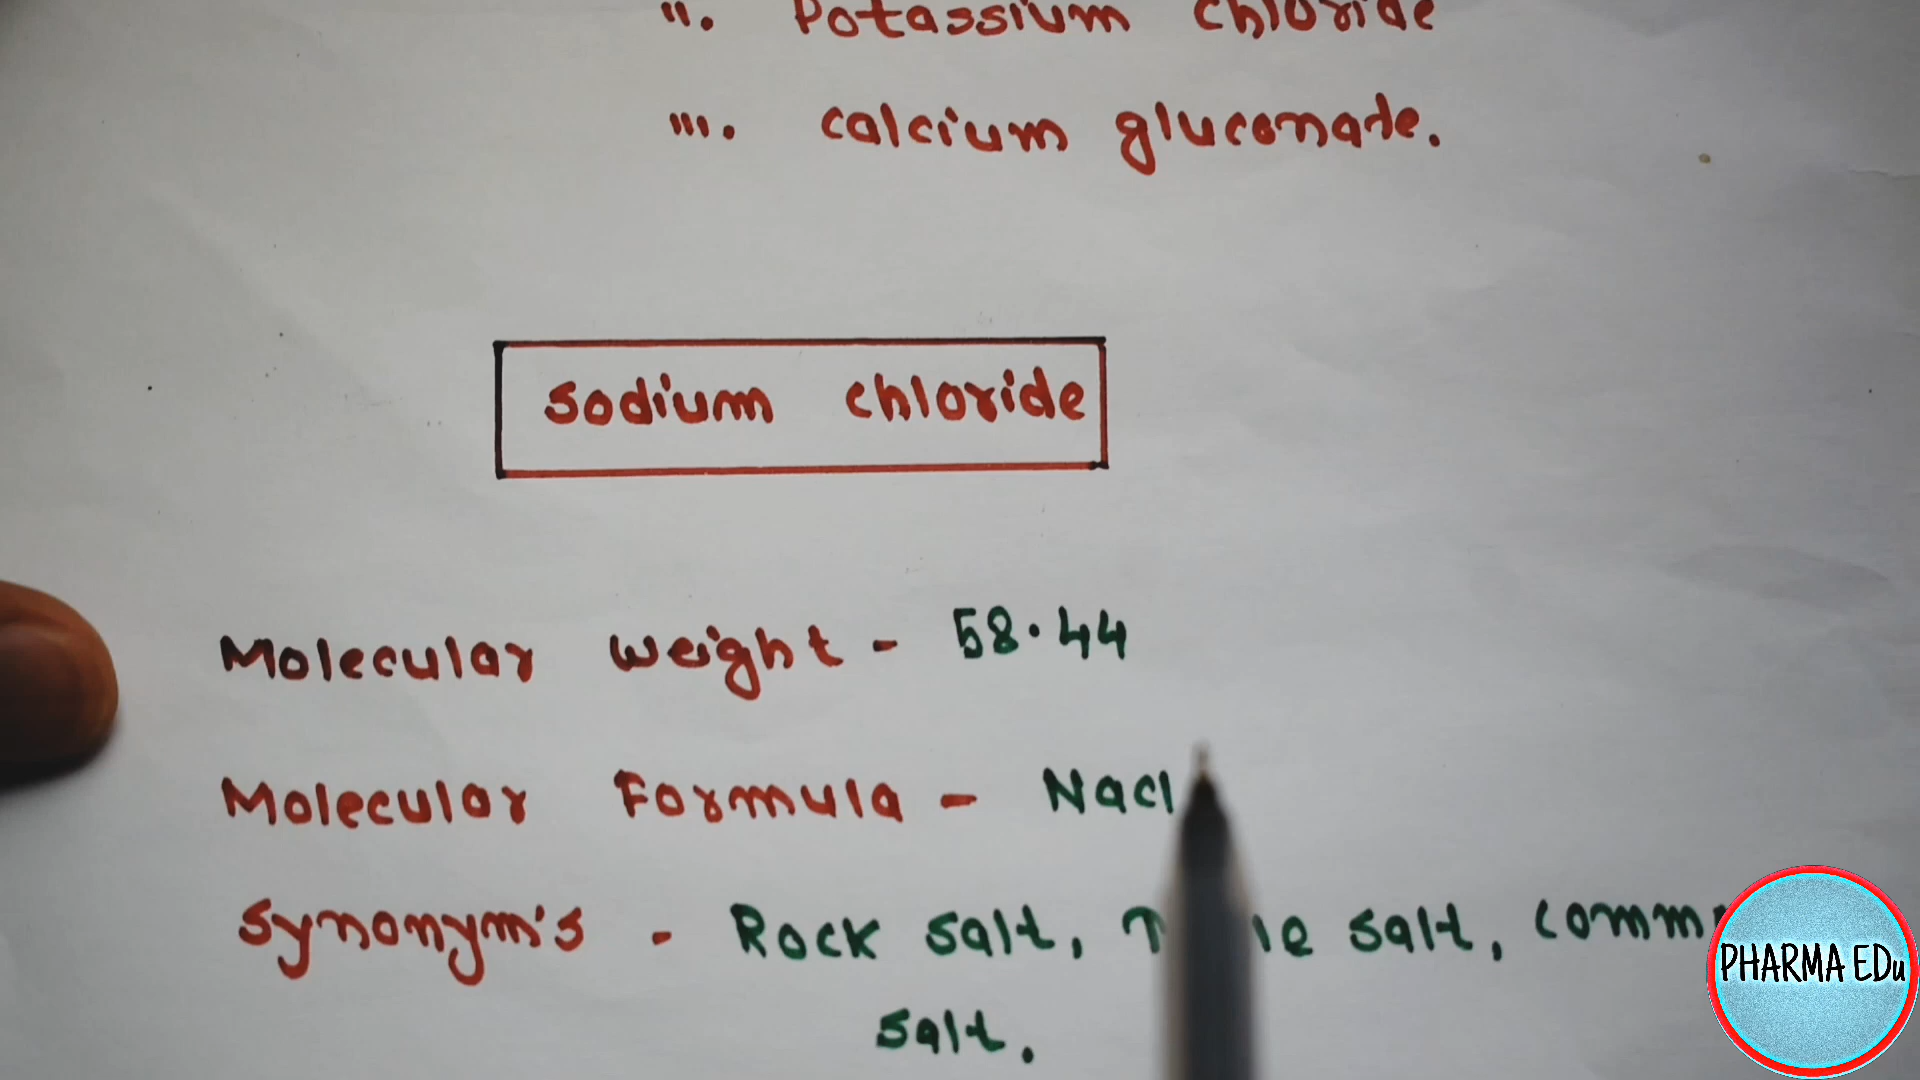 ii. Potassium chloride
iii. calcium gluconate.
sodium chloride
Molecular weight - 58.44
Molecular Formula - Nacl
Synonym's - Rock salt, salt,
salt.
PHARMA EDu